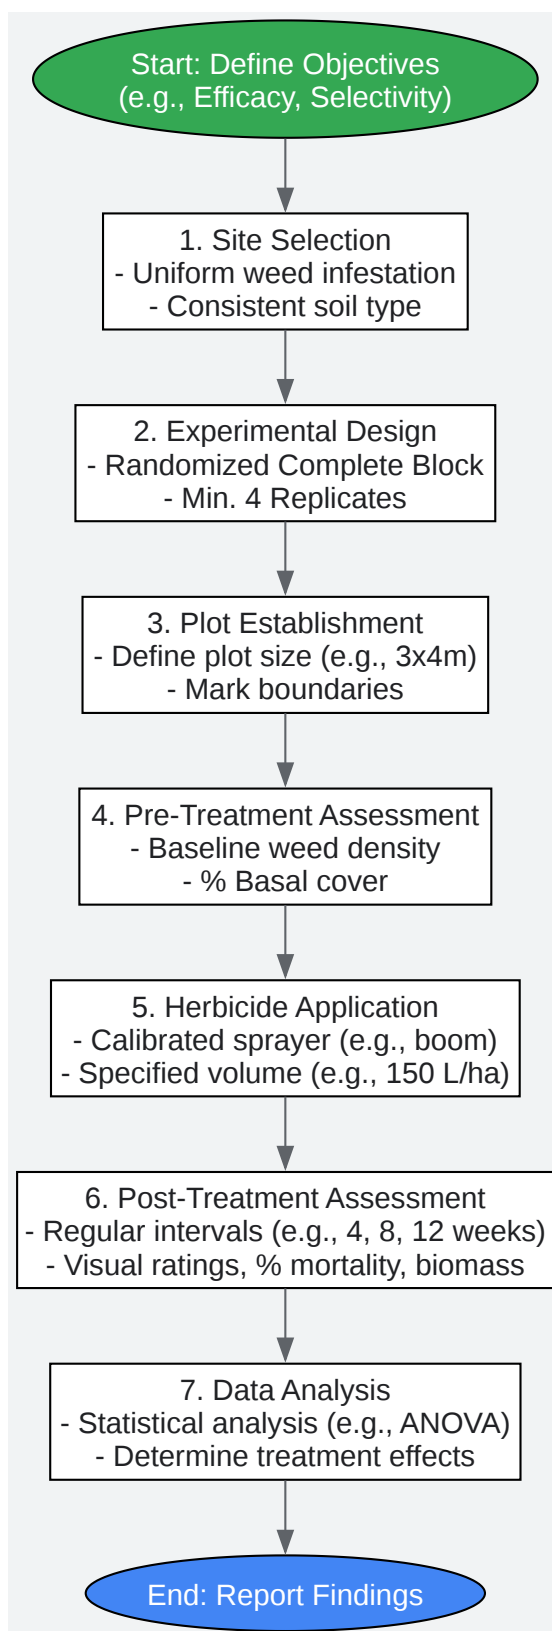 Start: Define Objectives
(e.g., Efficacy, Selectivity)
1. Site Selection
- Uniform weed infestation
- Consistent soil type
2. Experimental Design
- Randomized Complete Block
- Min. 4 Replicates
3. Plot Establishment
- Define plot size (e.g., 3x4m)
- Mark boundaries
4. Pre-Treatment Assessment
- Baseline weed density
- % Basal cover
5. Herbicide Application
- Calibrated sprayer (e.g., boom)
- Specified volume (e.g., 150 L/ha)
6. Post-Treatment Assessment
- Regular intervals (e.g., 4, 8, 12 weeks)
- Visual ratings, % mortality, biomass
7. Data Analysis
- Statistical analysis (e.g., ANOVA)
- Determine treatment effects
End: Report Findings